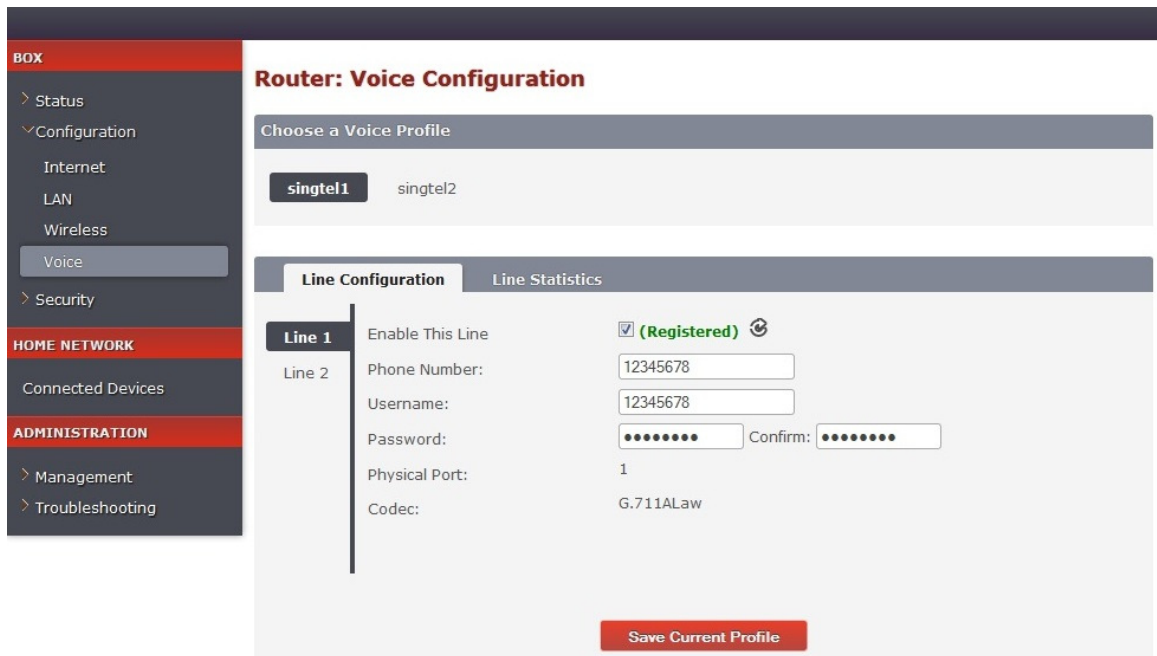 BOX
Status
Configuration
Internet
LAN
Wireless
Voice
Security
HOME NETWORK
Connected Devices
ADMINISTRATION
Management
Troubleshooting
Router: Voice Configuration
Choose a Voice Profile
singtel1 singtel2
Line Configuration Line Statistics
Line 1
Line 2
Enable This Line (Registered)
Phone Number: 12345678
Username: 12345678
Password: •••••••• Confirm: ••••••••
Physical Port: 1
Codec: G.711ALaw
Save Current Profile